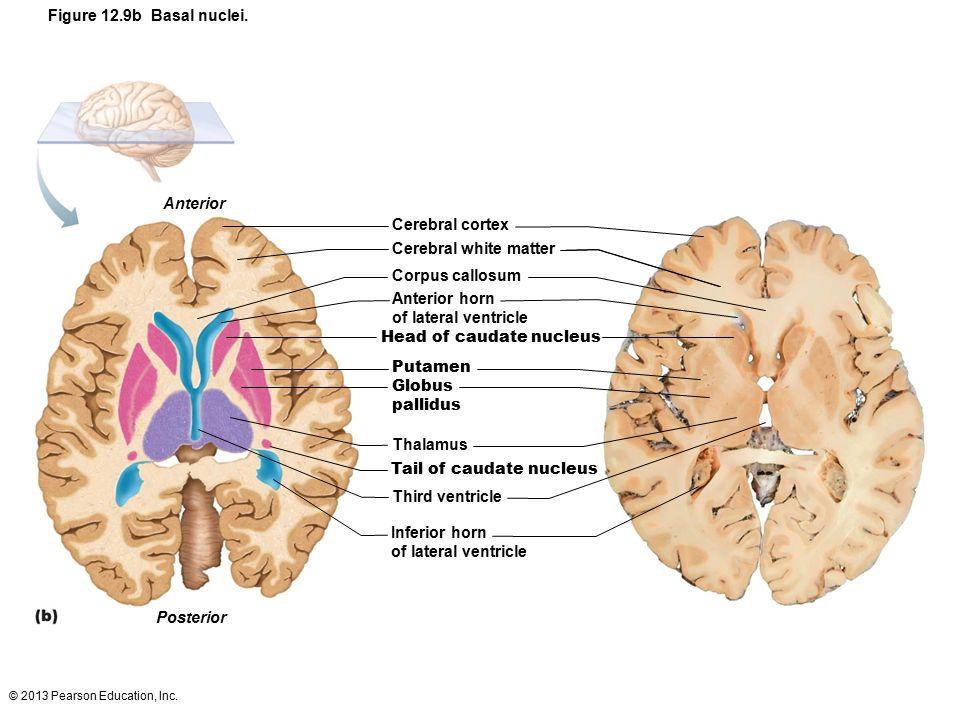 Figure 12.9b  Basal nuclei.
Anterior
Cerebral cortex
Cerebral white matter
Corpus callosum
Anterior horn
of lateral ventricle
Head of caudate nucleus
Putamen
Globus
pallidus
Thalamus
Tail of caudate nucleus
Third ventricle
Inferior horn
of lateral ventricle
(b)
Posterior
© 2013 Pearson Education, Inc.